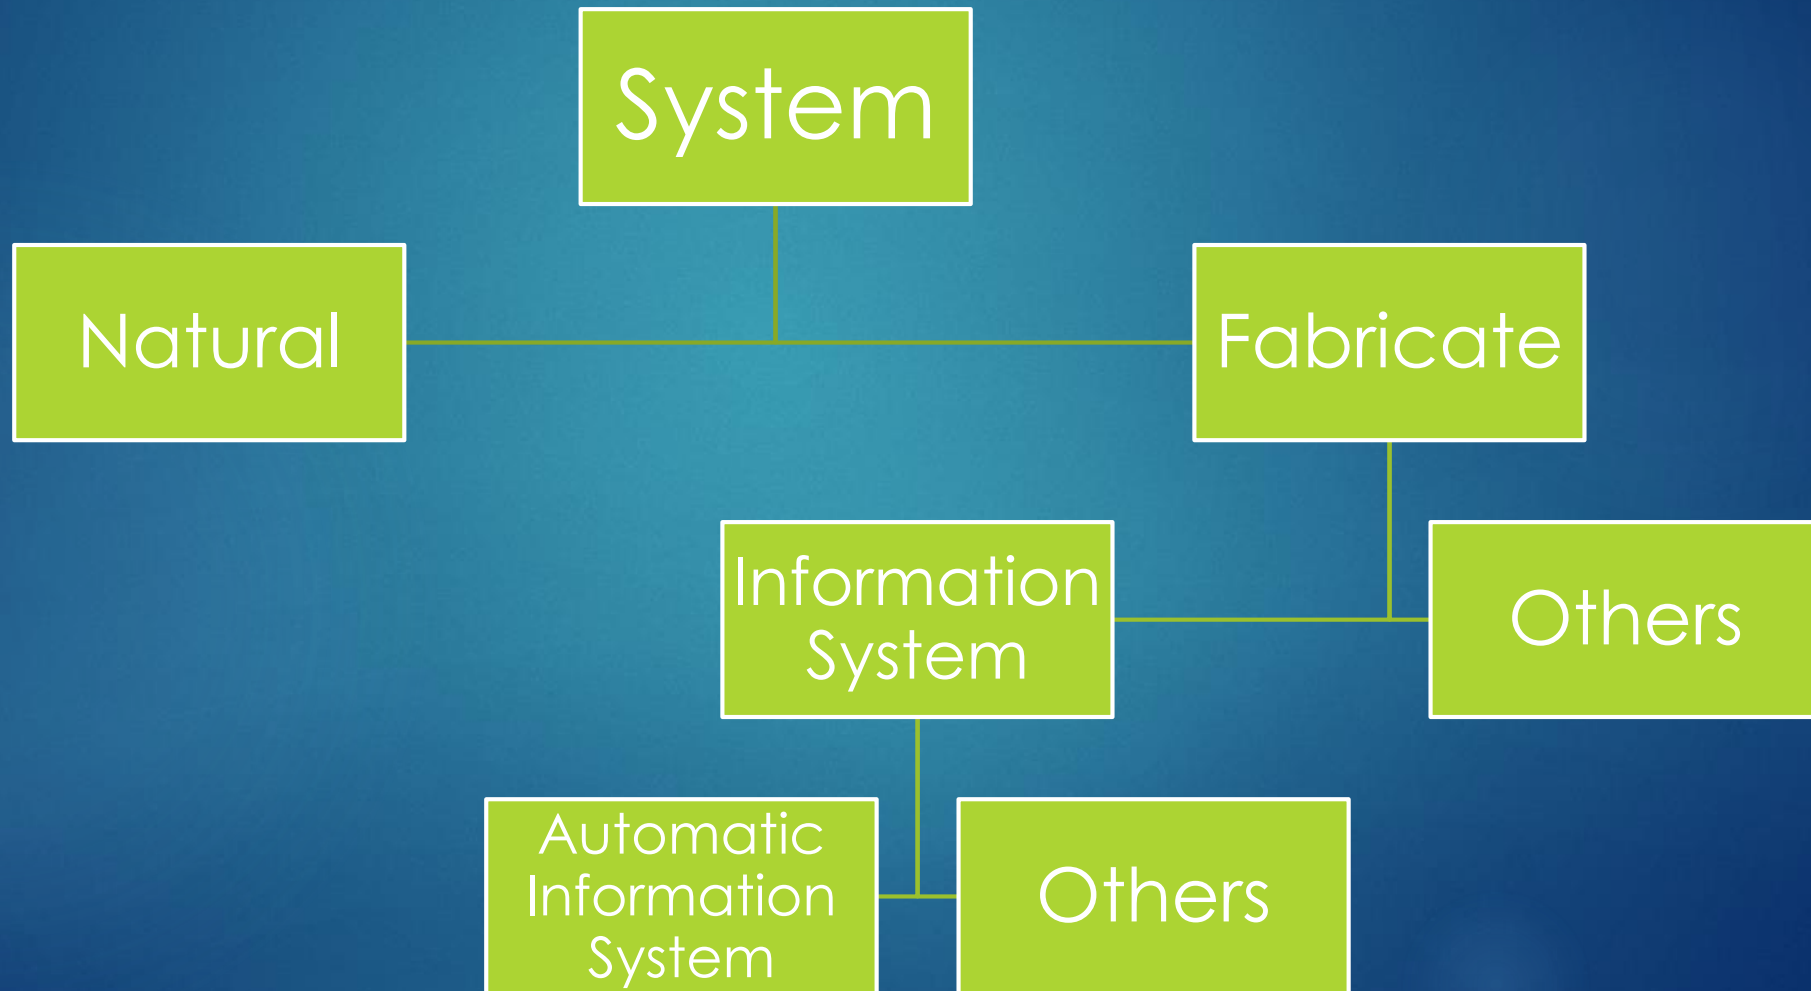 System
Natural
Fabricate
Information
System
Others
Automatic
Information
System
Others